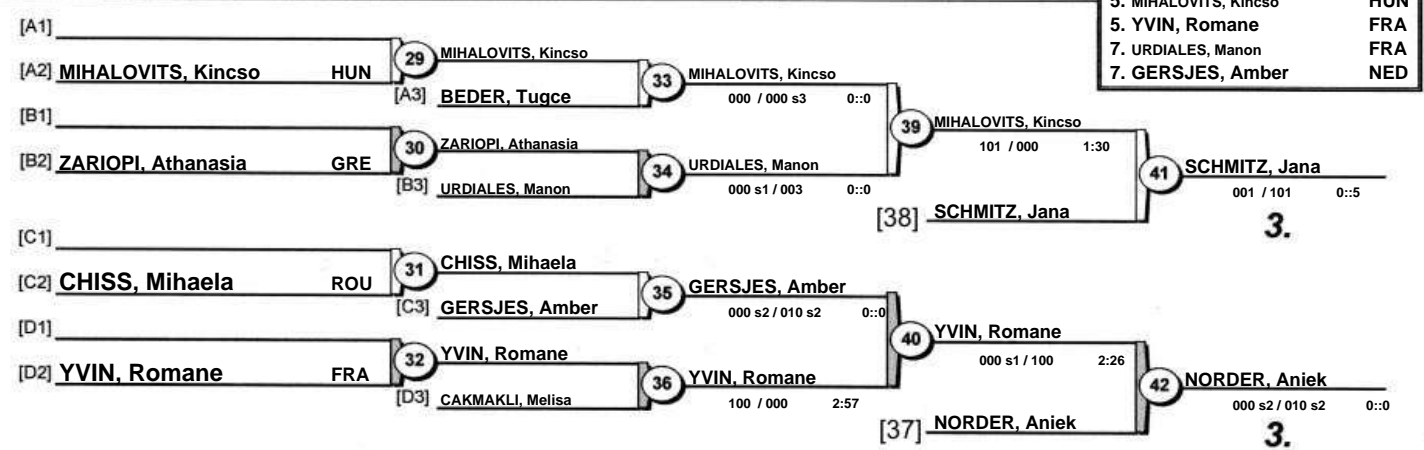 5. MIHALOVITS, Kincso HUN
5. YVIN, Romane FRA
7. URDIALES, Manon FRA
7. GERSJES, Amber NED
[A1]
[A2] MIHALOVITS, Kincso HUN
29
MIHALOVITS, Kincso
[A3] BEDER, Tugce
33
MIHALOVITS, Kincso
000 / 000 s3 0::0
[B1]
[B2] ZARIOPI, Athanasia GRE
30
ZARIOPI, Athanasia
[B3] URDIALES, Manon
34
URDIALES, Manon
000 s1 / 003 0::0
39
MIHALOVITS, Kincso
101 / 000 1:30
[38] SCHMITZ, Jana
41
SCHMITZ, Jana
001 / 101 0::5
3.
[C1]
[C2] CHISS, Mihaela ROU
31
CHISS, Mihaela
[C3] GERSJES, Amber
35
GERSJES, Amber
000 s2 / 010 s2 0::0
[D1]
[D2] YVIN, Romane FRA
32
YVIN, Romane
[D3] CAKMAKLI, Melisa
36
YVIN, Romane
100 / 000 2:57
40
YVIN, Romane
000 s1 / 100 2:26
[37] NORDER, Aniek
42
NORDER, Aniek
000 s2 / 010 s2 0::0
3.